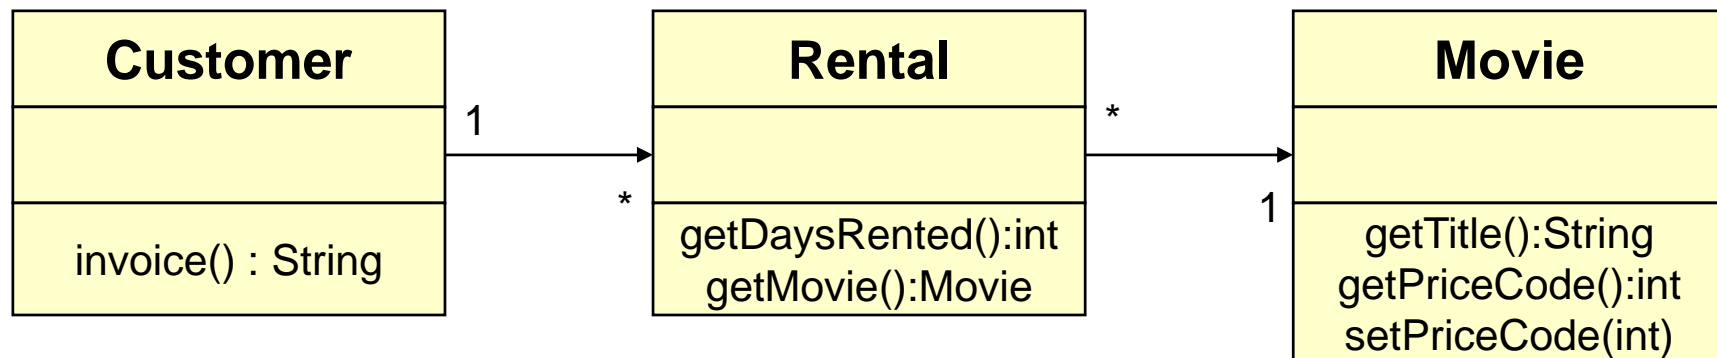 Customer
invoice() : String
1
*
Rental
getDaysRented():int
getMovie():Movie
*
1
Movie
getTitle():String
getPriceCode():int
setPriceCode(int)